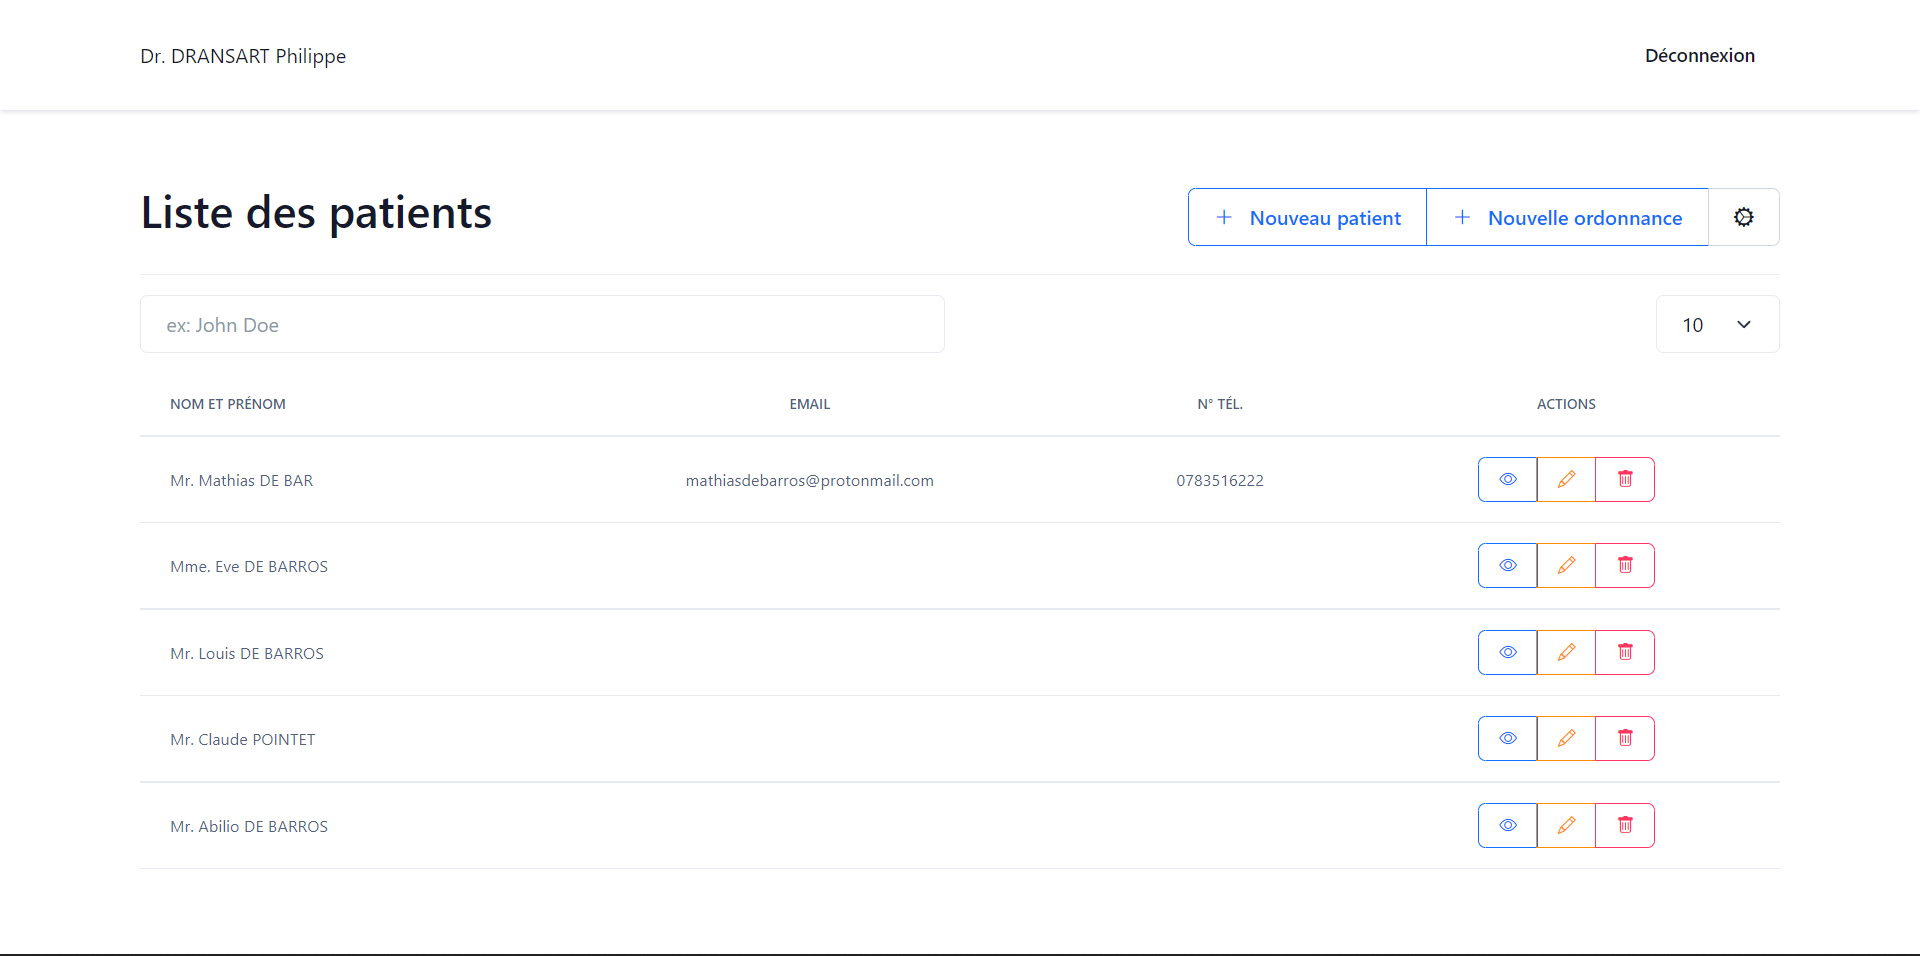 Dr. DRANSART Philippe
Déconnexion
Liste des patients
Nouveau patient
Nouvelle ordonnance
ex: John Doe
10
NOM ET PRÉNOM EMAIL N° TÉL. ACTIONS
Mr. Mathias DE BAR mathiasdebarros@protonmail.com 0783516222
Mme. Eve DE BARROS
Mr. Louis DE BARROS
Mr. Claude POINTET
Mr. Abilio DE BARROS